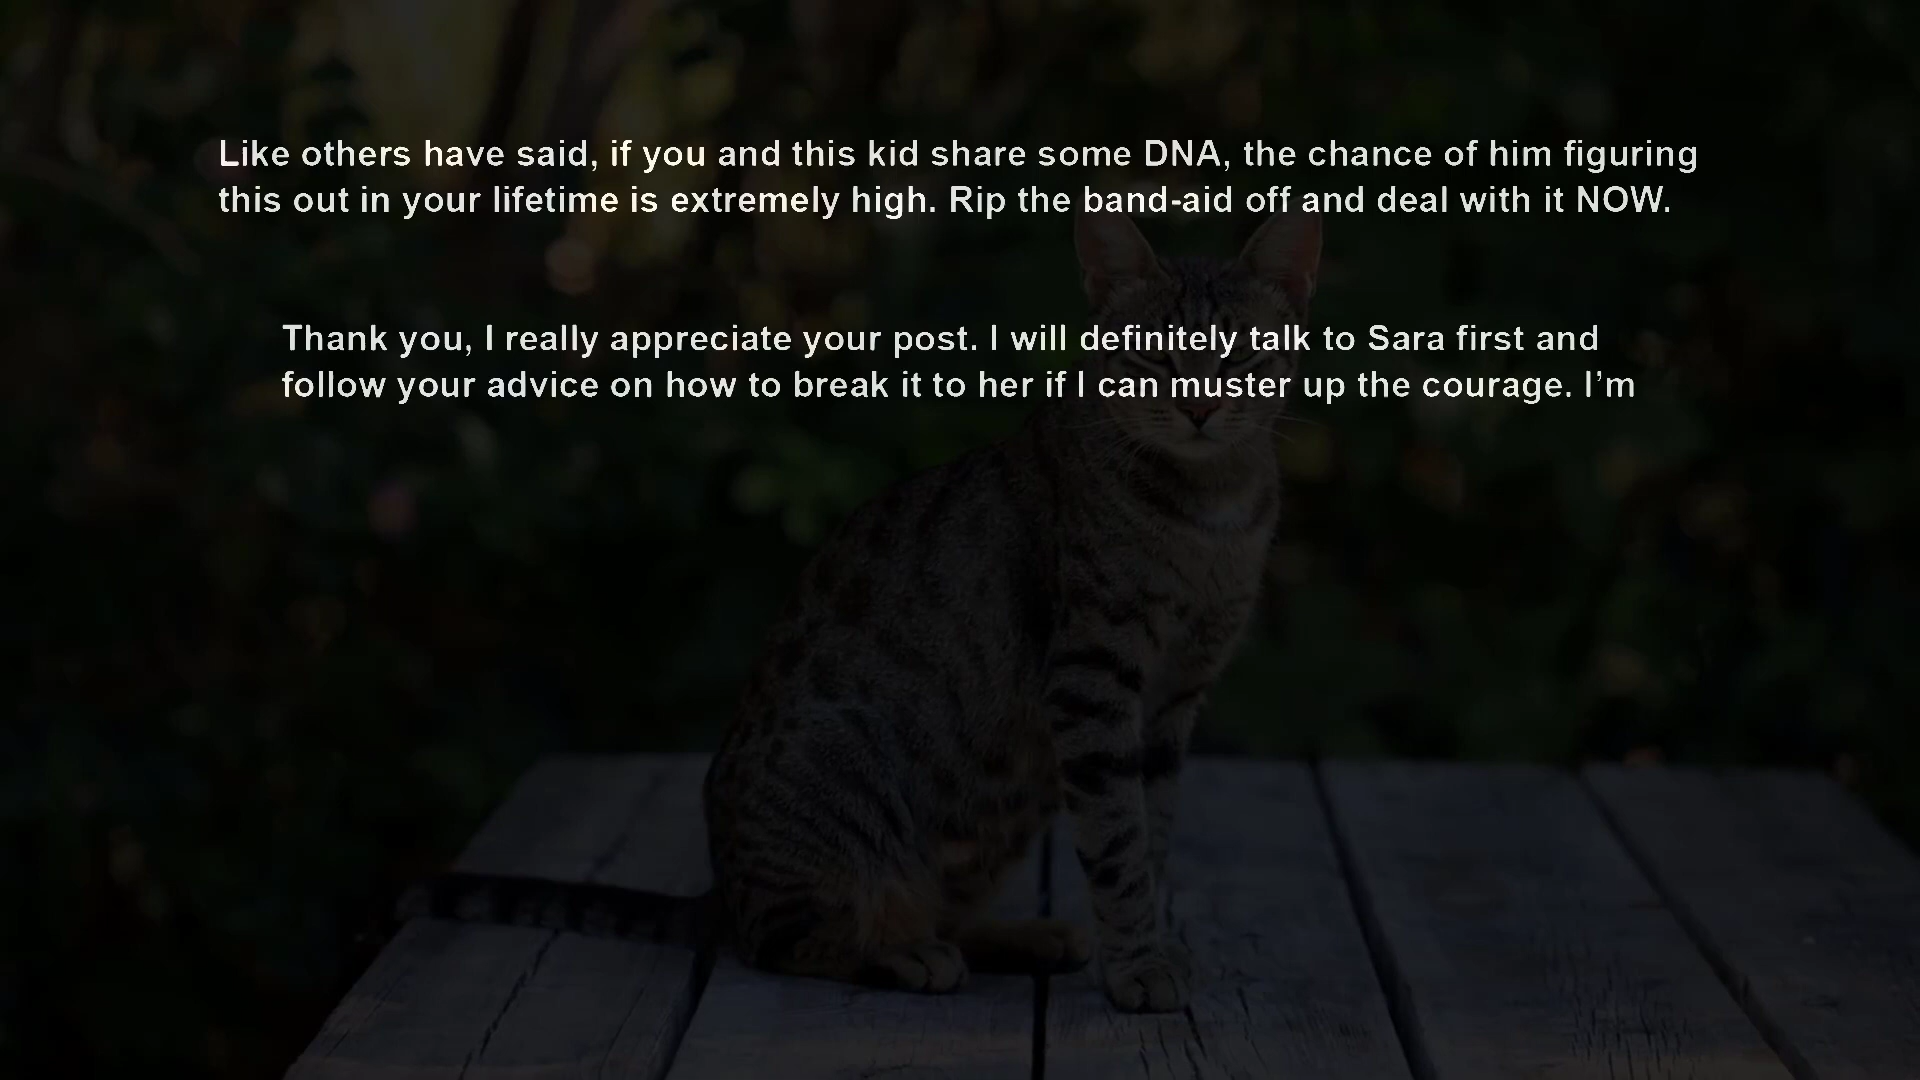 Like others have said, if you and this kid share some DNA, the chance of him figuring
this out in your lifetime is extremely high. Rip the band-aid off and deal with it NOW.
Thank you, I really appreciate your post. I will definitely talk to Sara first and
follow your advice on how to break it to her if I can muster up the courage. I’m